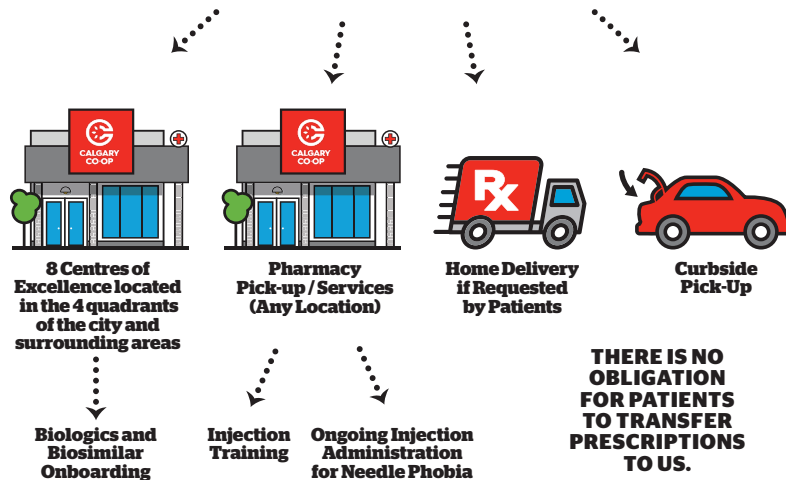 CALGARY
CO-OP
CALGARY
CO-OP
Rx
8 Centres of
Excellence located
in the 4 quadrants
of the city and
surrounding areas
Pharmacy
Pick-up / Services
(Any Location)
Home Delivery
if Requested
by Patients
Curbside
Pick-Up
Biologics and
Biosimilar
Onboarding
Injection
Training
Ongoing Injection
Administration
for Needle Phobia
THERE IS NO
OBLIGATION
FOR PATIENTS
TO TRANSFER
PRESCRIPTIONS
TO US.